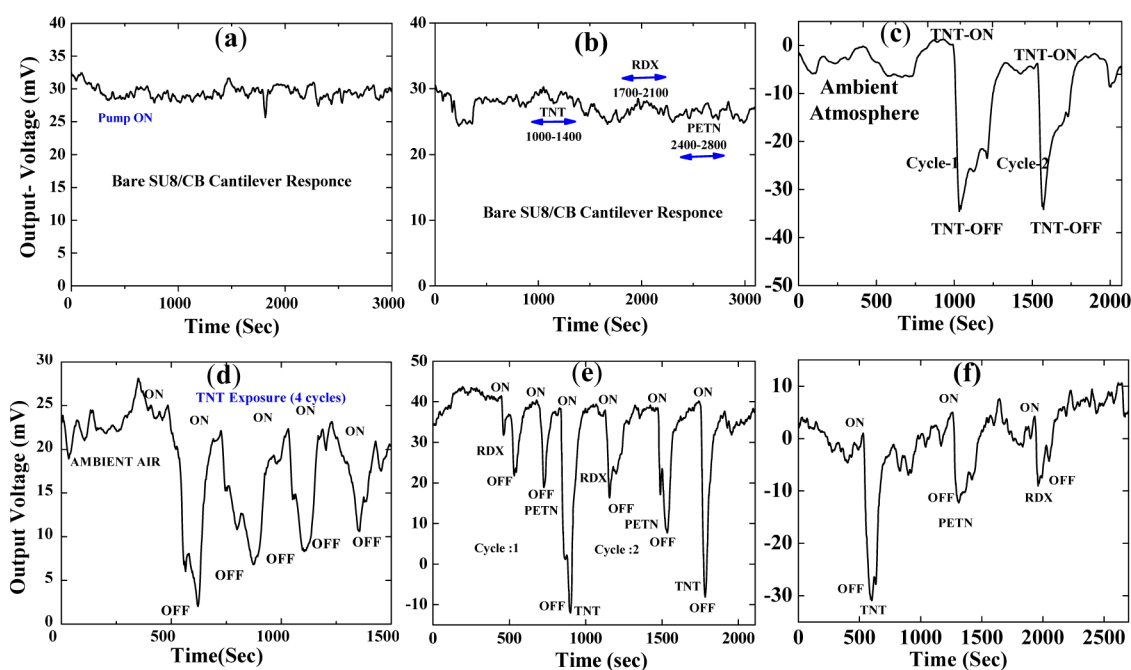 (a)
Output- Voltage (mV)
40
35
30
25
20
15
10
5
0
Pump ON
Bare SU8/CB Cantilever Responce
0
1000
2000
3000
Time (Sec)
(b)
40
30
20
10
0
RDX
1700-2100
TNT
1000-1400
PETN
2400-2800
Bare SU8/CB Cantilever Responce
0
1000
2000
3000
Time (Sec)
(c)
0
-10
-20
-30
-40
-50
TNT-ON
TNT-ON
Ambient
Atmosphere
Cycle-1
Cycle-2
TNT-OFF
TNT-OFF
0
500
1000
1500
2000
Time (Sec)
(d)
Output Voltage (mV)
30
25
20
15
10
5
0
TNT Exposure (4 cycles)
ON
ON
ON
ON
ON
AMBIENT AIR
OFF
OFF
OFF
OFF
OFF
0
500
1000
1500
Time(Sec)
(e)
50
40
30
20
10
0
-10
ON
ON
ON
ON
ON
ON
RDX
OFF
OFF
PETN
RDX
OFF
PETN
OFF
Cycle :1
Cycle :2
OFF
TNT
TNT
OFF
0
500
1000
1500
2000
Time (sec)
(f)
10
0
-10
-20
-30
ON
ON
ON
OFF
PETN
OFF
RDX
OFF
TNT
0
500
1000
1500
2000
2500
Time (Sec)